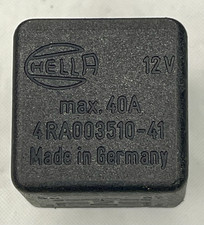 HELLA 12V
max. 40A
4RA003510-41
Made in Germany